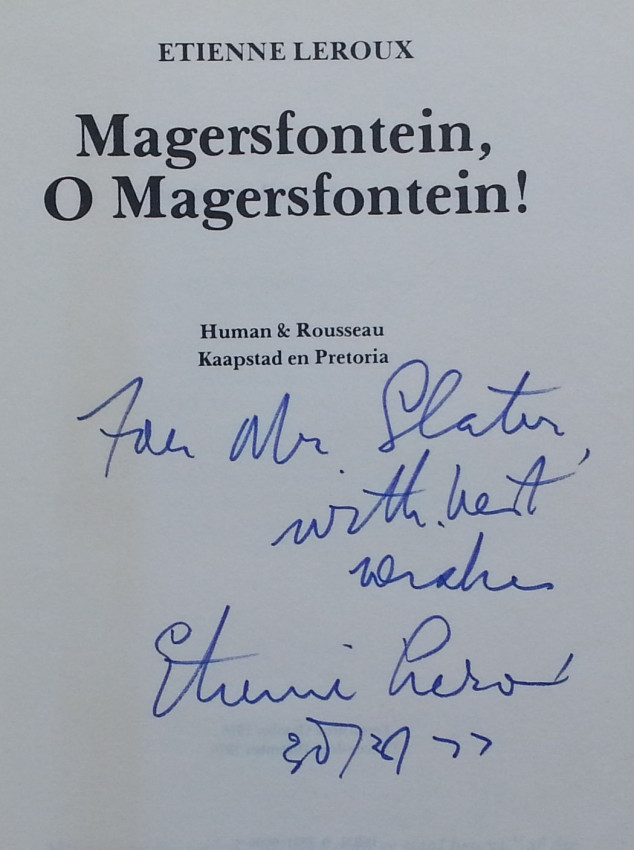 ETIENNE LEROUX
Magersfontein,
O Magersfontein!
Human & Rousseau
Kaapstad en Pretoria
For Mr. Slater,
with best
wishes
Etienne Leroux